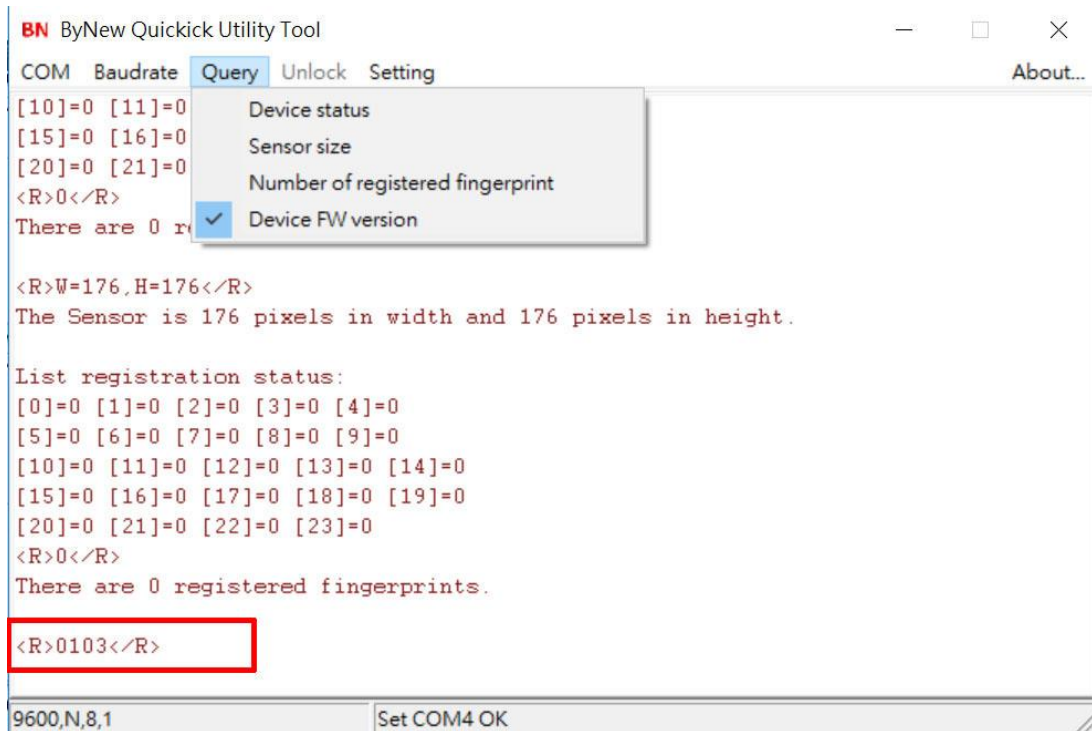 BN ByNew Quickick Utility Tool
COM Baudrate Query Unlock Setting About...
Device status
Sensor size
Number of registered fingerprint
Device FW version
[10]=0 [11]=0
[15]=0 [16]=0
[20]=0 [21]=0
<R>0</R>
There are 0
<R>W=176,H=176</R>
The Sensor is 176 pixels in width and 176 pixels in height.
List registration status:
[0]=0 [1]=0 [2]=0 [3]=0 [4]=0
[5]=0 [6]=0 [7]=0 [8]=0 [9]=0
[10]=0 [11]=0 [12]=0 [13]=0 [14]=0
[15]=0 [16]=0 [17]=0 [18]=0 [19]=0
[20]=0 [21]=0 [22]=0 [23]=0
<R>0</R>
There are 0 registered fingerprints.
<R>0103</R>
9600,N,8,1 Set COM4 OK